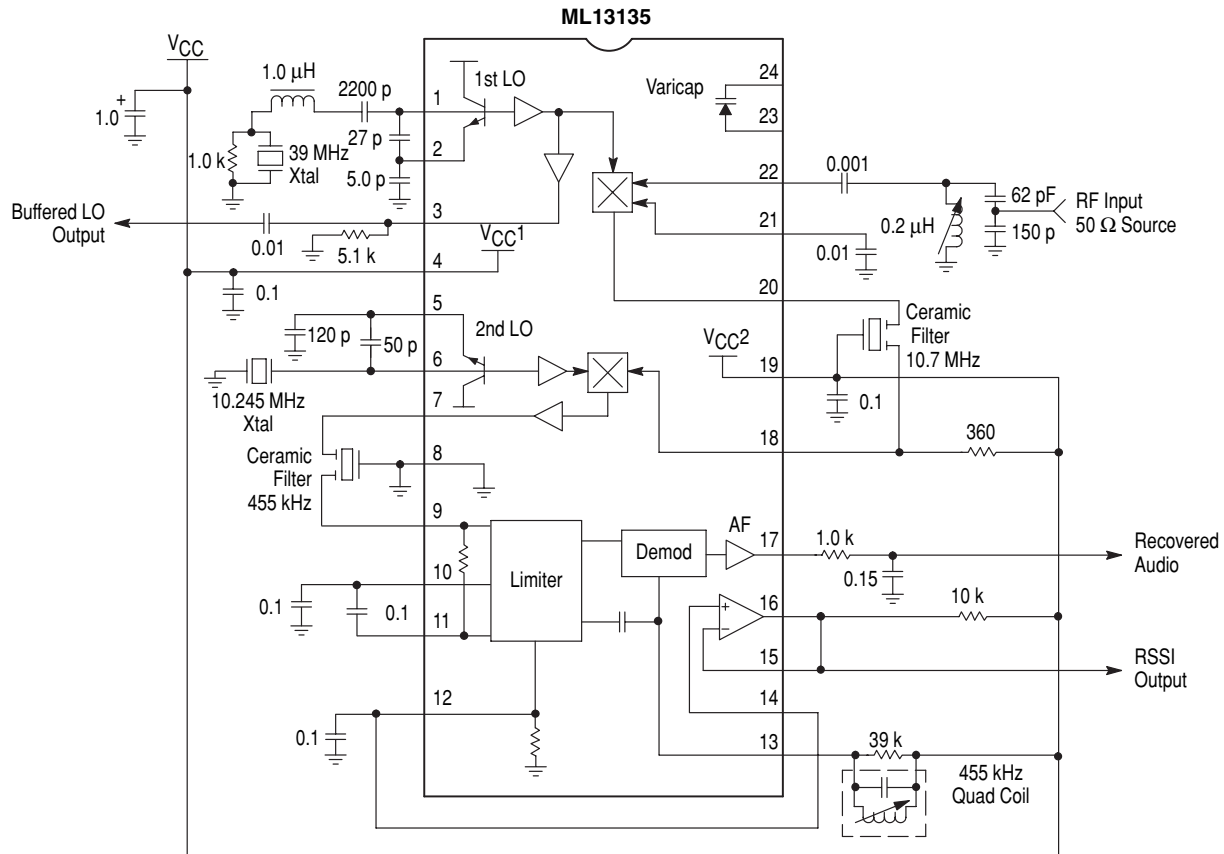 ML13135
VCC
1.0 +
1.0 µH
2200 p
1.0 k
39 MHz
Xtal
27 p
5.0 p
1
2
3
4
5
6
7
8
9
10
11
12
1st LO
Varicap
24
23
22
21
20
19
18
17
16
15
14
13
0.001
62 pF
150 p
0.2 µH
RF Input
50 Ω Source
0.01
Buffered LO
Output
0.01
5.1 k
VCC1
0.1
120 p
50 p
2nd LO
10.245 MHz
Xtal
VCC2
Ceramic
Filter
10.7 MHz
0.1
360
Ceramic
Filter
455 kHz
Limiter
Demod
AF
1.0 k
0.15
Recovered
Audio
0.1
0.1
+
−
10 k
RSSI
Output
0.1
39 k
455 kHz
Quad Coil